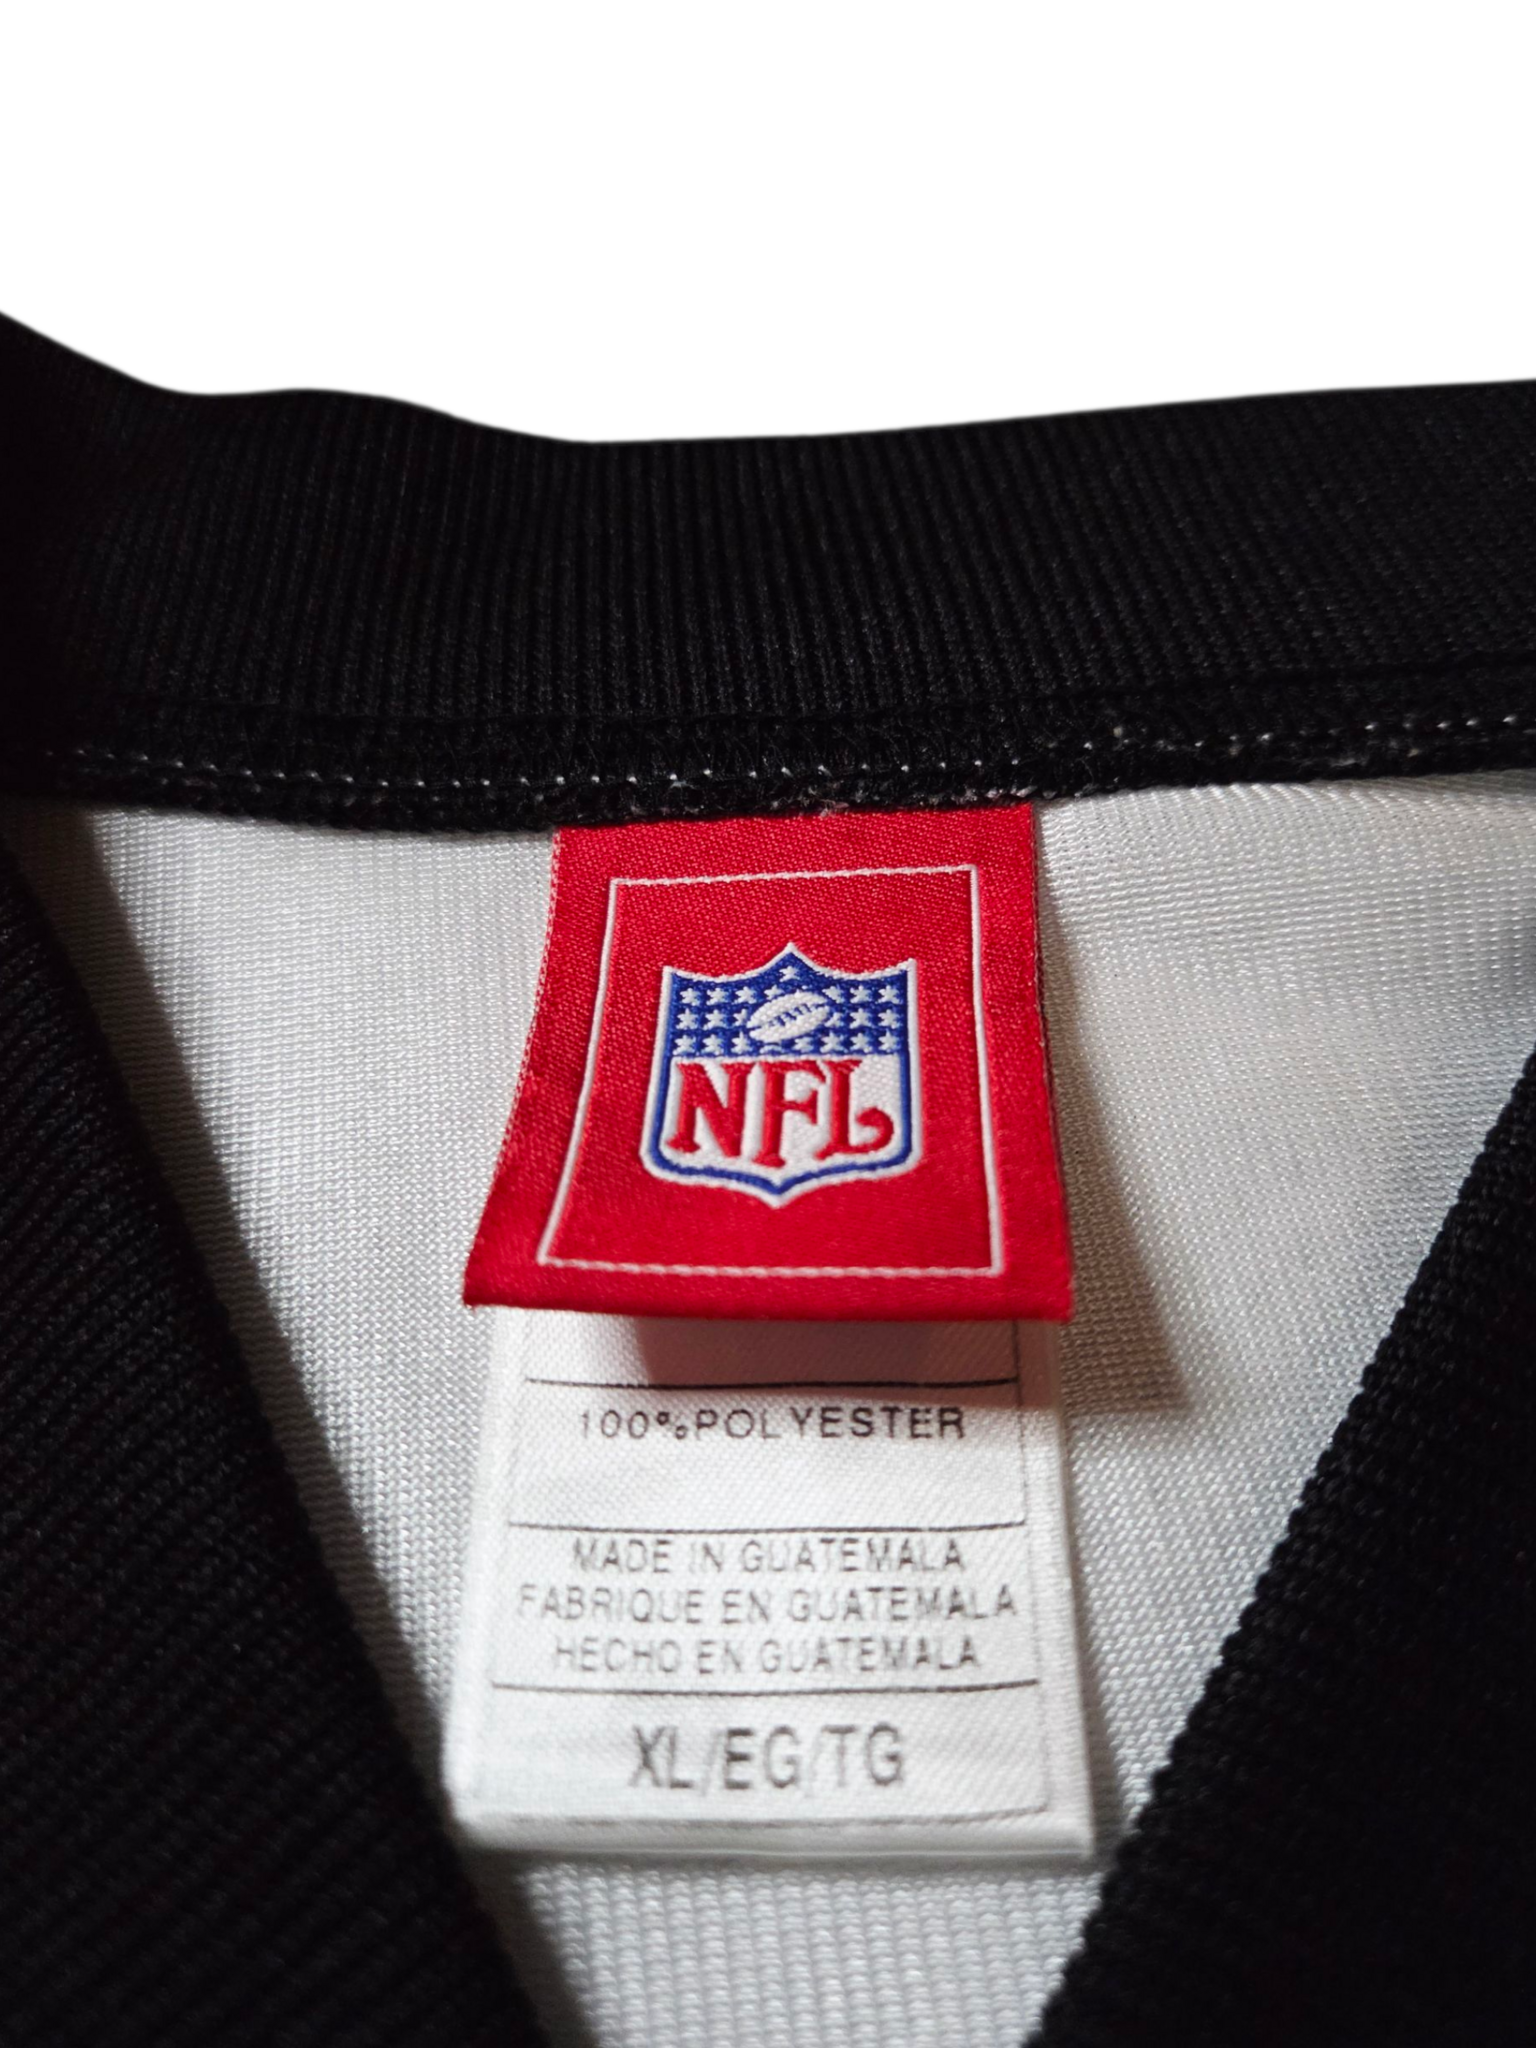 NFL
100% POLYESTER
MADE IN GUATEMALA
FABRIQUE EN GUATEMALA
HECHO EN GUATEMALA
XL/EG/TG